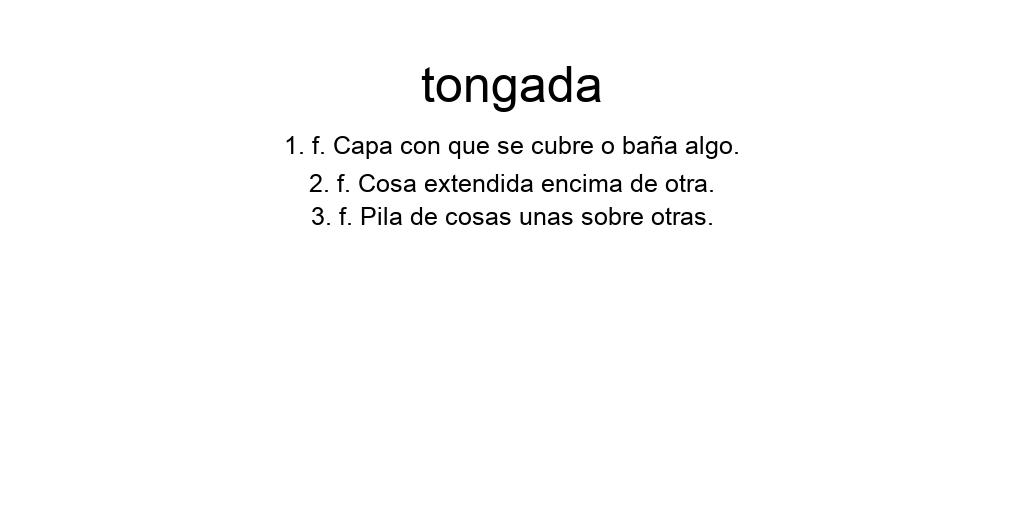 tongada
1. f. Capa con que se cubre o baña algo.
2. f. Cosa extendida encima de otra.
3. f. Pila de cosas unas sobre otras.